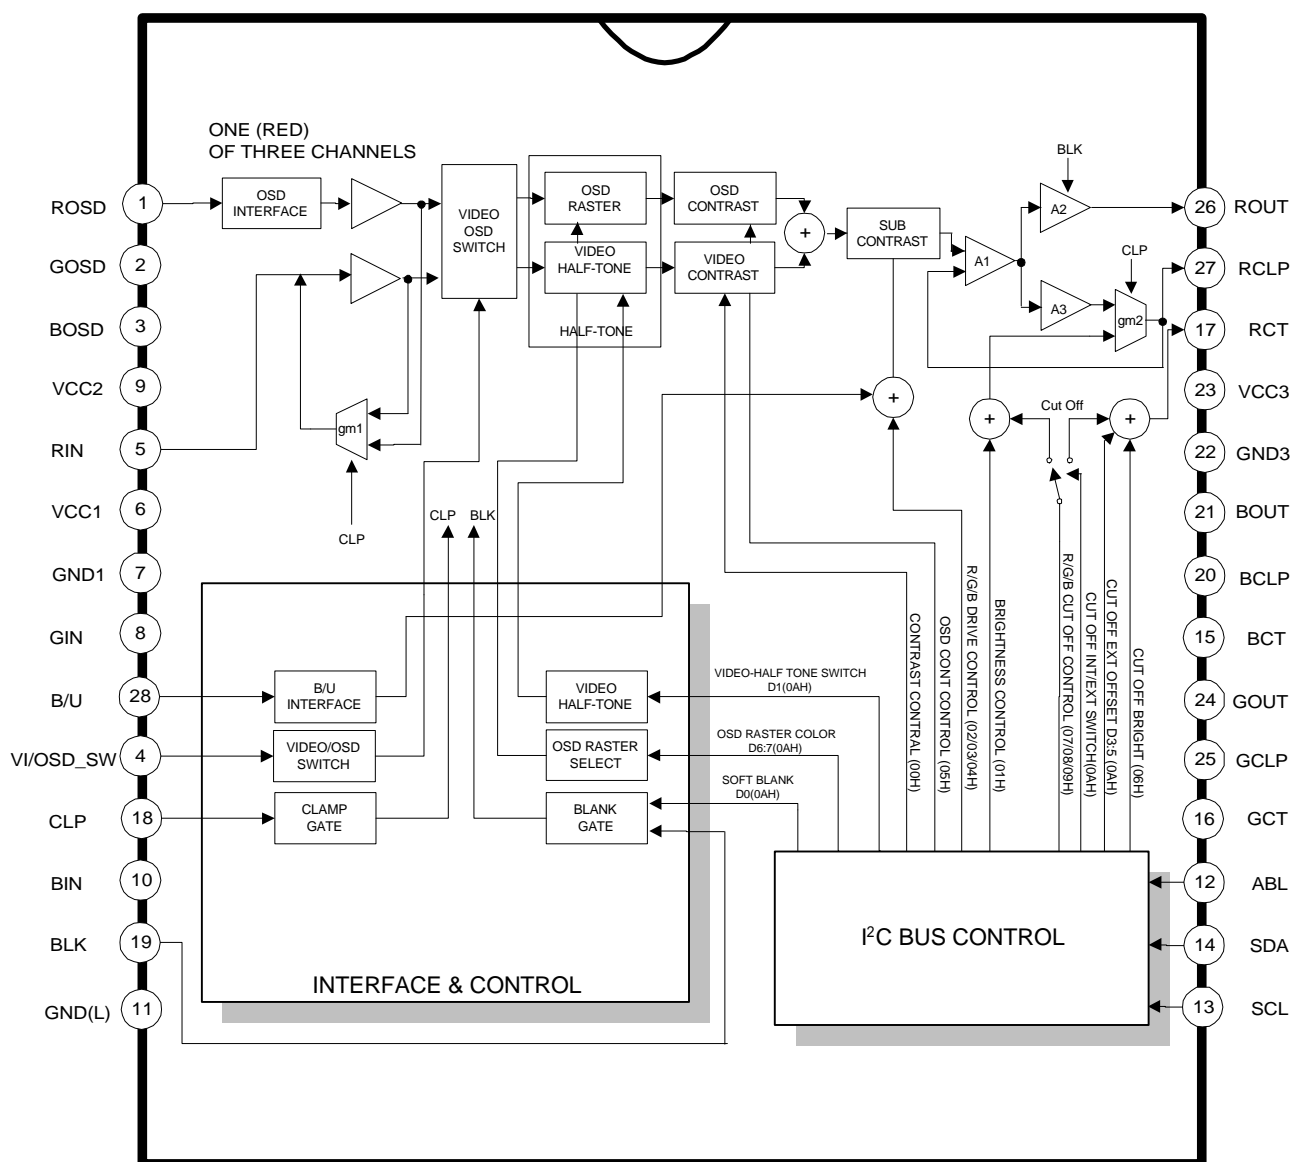 ONE (RED)
OF THREE CHANNELS
ROSD
1
GOSD
2
BOSD
3
VCC2
9
RIN
5
VCC1
6
GND1
7
GIN
8
B/U
28
VI/OSD_SW
4
CLP
18
BIN
10
BLK
19
GND(L)
11
OSD
INTERFACE
VIDEO
OSD
SWITCH
OSD
RASTER
VIDEO
HALF-TONE
HALF-TONE
OSD
CONTRAST
VIDEO
CONTRAST
+
SUB
CONTRAST
A1
BLK
A2
CLP
A3
gm2
gm1
CLP
CLP
BLK
+
+
Cut Off
+
B/U
INTERFACE
VIDEO/OSD
SWITCH
CLAMP
GATE
VIDEO
HALF-TONE
OSD RASTER
SELECT
BLANK
GATE
INTERFACE & CONTROL
VIDEO-HALF TONE SWITCH
D1(0AH)
OSD RASTER COLOR
D6:7(0AH)
SOFT BLANK
D0(0AH)
CONTRAST CONTRAL (00H)
OSD CONT CONTROL (05H)
R/G/B DRIVE CONTROL (02/03/04H)
BRIGHTNESS CONTROL (01H)
R/G/B CUT OFF CONTROL (07/08/09H)
CUT OFF INT/EXT SWITCH(0AH)
CUT OFF EXT OFFSET D3:5 (0AH)
CUT OFF BRIGHT (06H)
I²C BUS CONTROL
26
ROUT
27
RCLP
17
RCT
23
VCC3
22
GND3
21
BOUT
20
BCLP
15
BCT
24
GOUT
25
GCLP
16
GCT
12
ABL
14
SDA
13
SCL